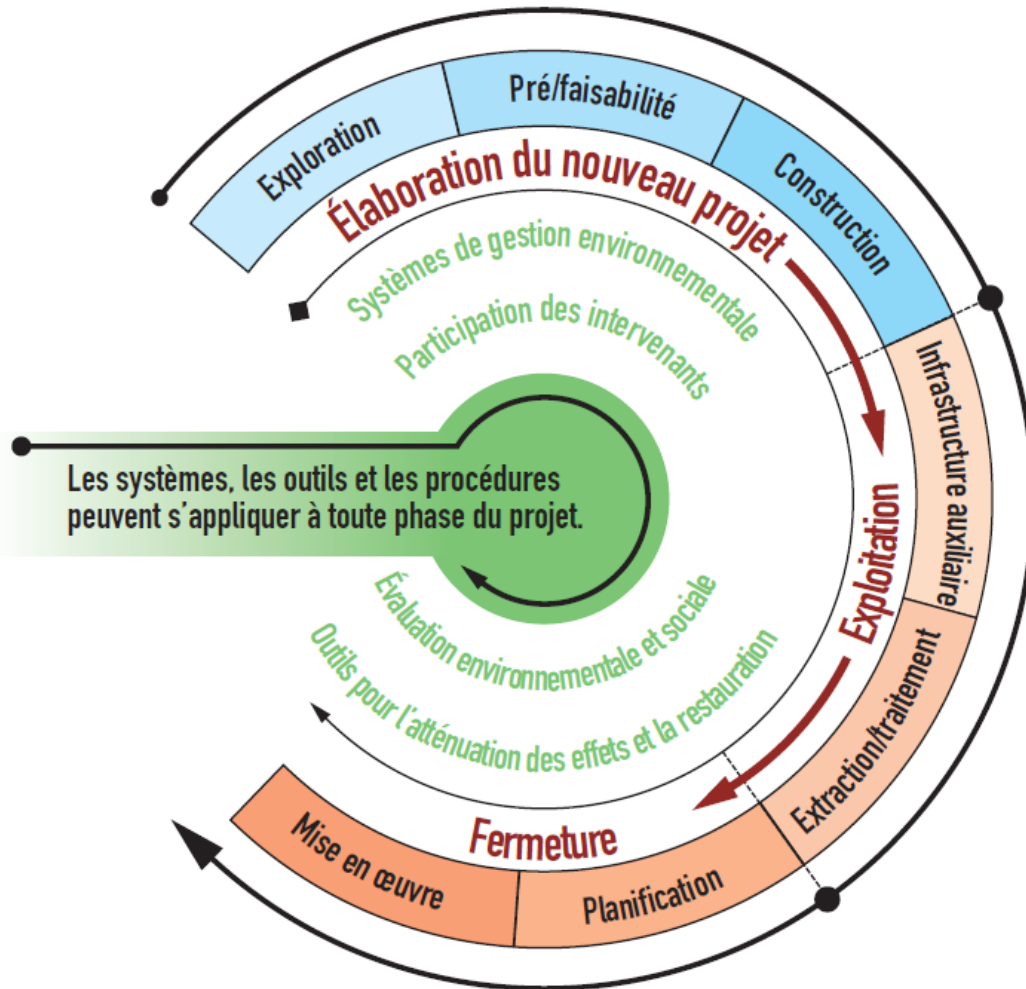 Exploration
Pré/faisabilité
Construction
Élaboration du nouveau projet
Systèmes de gestion environnementale
Participation des intervenants
Les systèmes, les outils et les procédures
peuvent s'appliquer à toute phase du projet.
Infrastructure auxiliaire
Exploitation
Extraction/traitement
Évaluation environnementale et sociale
Outils pour l'atténuation des effets et la restauration
Fermeture
Planification
Mise en œuvre